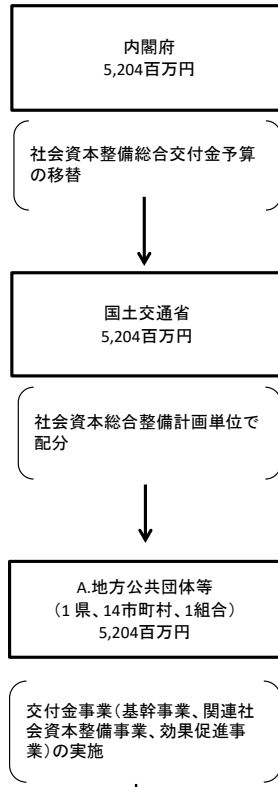 内閣府
5,204百万円
社会資本整備総合交付金予算
の移替
国土交通省
5,204百万円
社会資本総合整備計画単位で
配分
A.地方公共団体等
(1県、14市町村、1組合)
5,204百万円
交付金事業(基幹事業、関連社
会資本整備事業、効果促進事
業)の実施